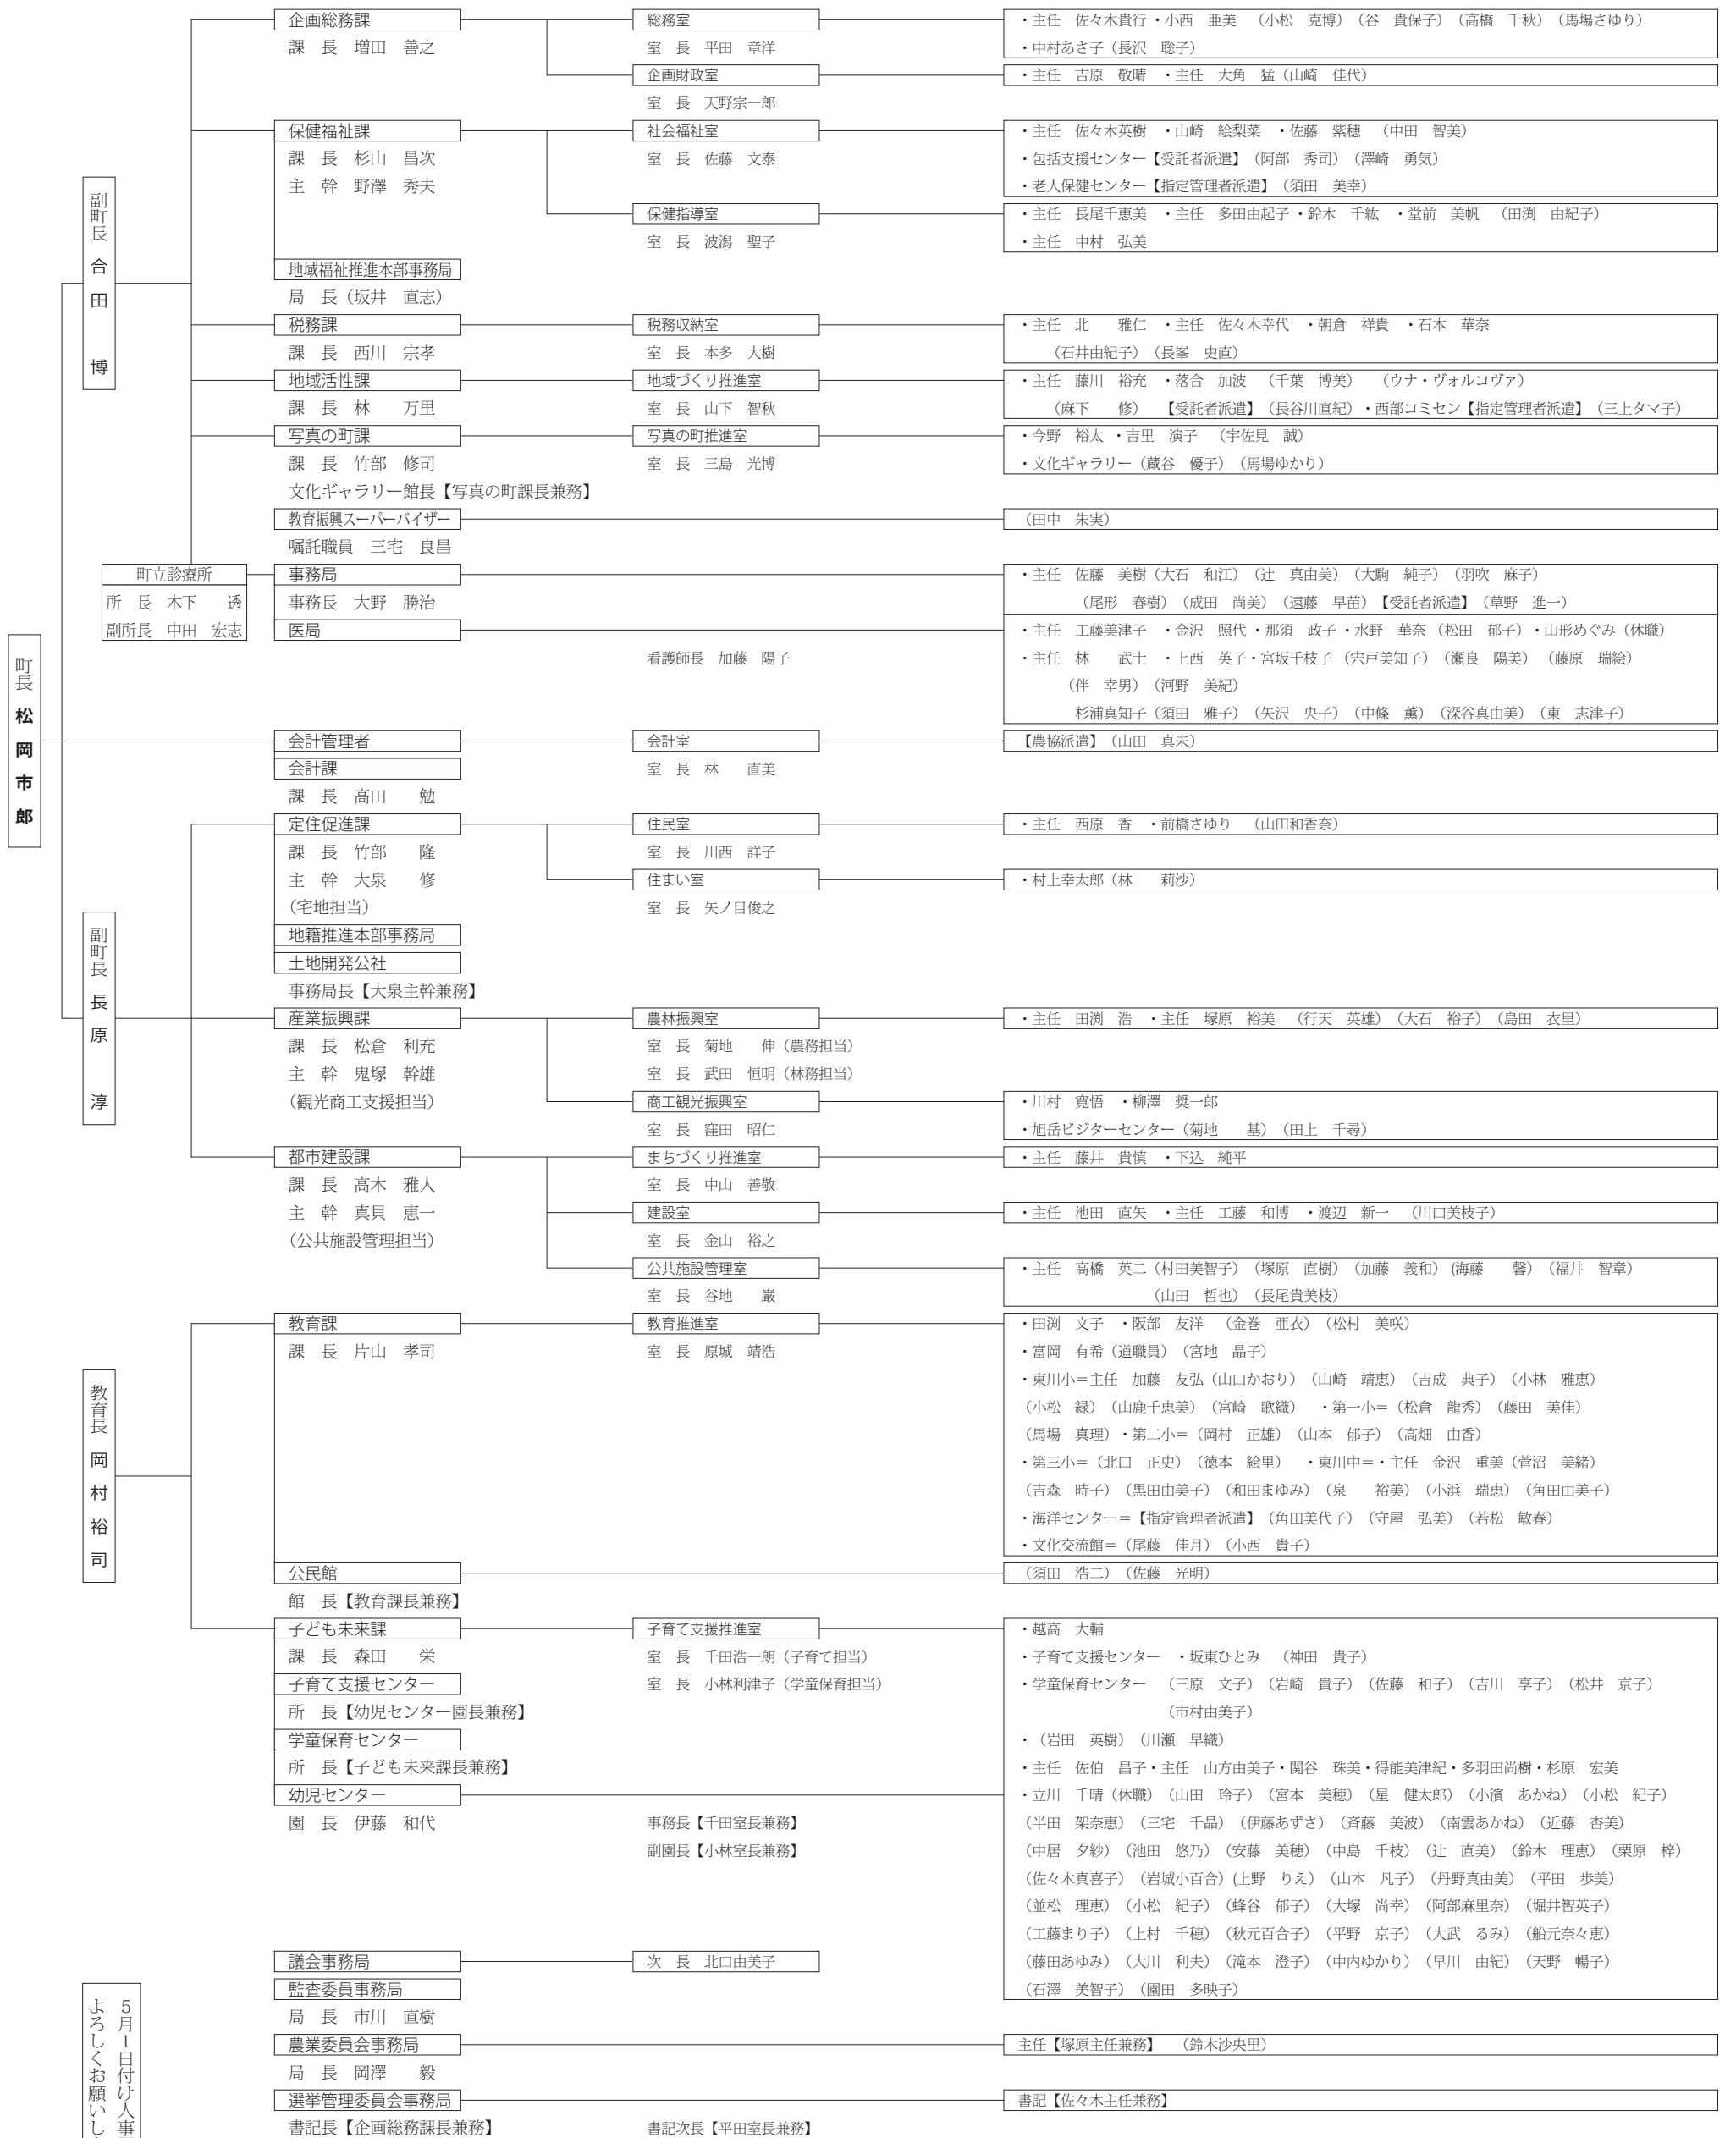 町長 松岡市郎
副町長 合田 博
企画総務課
課 長 増田 善之
総務室
室 長 平田 章洋
・主任 佐々木貴行 ・小西 亜美 （小松 克博）（谷 貴保子）（高橋 千秋）（馬場さゆり）
・中村あさ子（長沢 聡子）
企画財政室
室 長 天野宗一郎
・主任 吉原 敬晴 ・主任 大角 猛（山崎 佳代）
保健福祉課
課 長 杉山 昌次
主 幹 野澤 秀夫
社会福祉室
室 長 佐藤 文泰
・主任 佐々木英樹 ・山崎 絵梨菜 ・佐藤 紫穂 （中田 智美）
・包括支援センター【受託者派遣】（阿部 秀司）（澤崎 勇気）
・老人保健センター【指定管理者派遣】（須田 美幸）
保健指導室
室 長 波潟 聖子
・主任 長尾千恵美 ・主任 多田由起子 ・鈴木 千紘 ・堂前 美帆 （田渕 由紀子）
・主任 中村 弘美
地域福祉推進本部事務局
局 長（坂井 直志）
税務課
課 長 西川 宗孝
税務収納室
室 長 本多 大樹
・主任 北 雅仁 ・主任 佐々木幸代 ・朝倉 祥貴 ・石本 華奈
（石井由紀子）（長峯 史直）
地域活性課
課 長 林 万里
地域づくり推進室
室 長 山下 智秋
・主任 藤川 裕充 ・落合 加波 （千葉 博美） （ウナ・ヴォルコヴァ）
（麻下 修） 【受託者派遣】（長谷川直紀）・西部コミセン【指定管理者派遣】（三上タマ子）
写真の町課
課 長 竹部 修司
文化ギャラリー館長【写真の町課長兼務】
写真の町推進室
室 長 三島 光博
・今野 裕太 ・吉里 演子 （宇佐見 誠）
・文化ギャラリー（蔵谷 優子）（馬場ゆかり）
教育振興スーパーバイザー
嘱託職員 三宅 良昌
（田中 朱実）
町立診療所
所 長 木下 透
副所長 中田 宏志
事務局
事務長 大野 勝治
・主任 佐藤 美樹（大石 和江）（辻 真由美）（大駒 純子）（羽吹 麻子）
（尾形 春樹）（成田 尚美）（遠藤 早苗）【受託者派遣】（草野 進一）
医局
看護師長 加藤 陽子
・主任 工藤美津子 ・金沢 照代 ・那須 政子 ・水野 華奈 （松田 郁子）・山形めぐみ（休職）
・主任 林 武士 ・上西 英子・宮坂千枝子 （宍戸美知子）（瀬良 陽美） （藤原 瑞絵）
（伴 幸男）（河野 美紀）
杉浦真知子（須田 雅子）（矢沢 央子）（中條 薫）（深谷真由美）（東 志津子）
会計管理者
会計課
課 長 高田 勉
会計室
室 長 林 直美
【農協派遣】（山田 真未）
副町長 長原 淳
定住促進課
課 長 竹部 隆
主 幹 大泉 修
（宅地担当）
住民室
室 長 川西 詳子
・主任 西原 香 ・前橋さゆり （山田和香奈）
住まい室
室 長 矢ノ目俊之
・村上幸太郎（林 莉沙）
地籍推進本部事務局
土地開発公社
事務局長【大泉主幹兼務】
産業振興課
課 長 松倉 利充
主 幹 鬼塚 幹雄
（観光商工支援担当）
農林振興室
室 長 菊地 伸（農務担当）
室 長 武田 恒明（林務担当）
・主任 田渕 浩 ・主任 塚原 裕美 （行天 英雄）（大石 裕子）（島田 衣里）
商工観光振興室
室 長 窪田 昭仁
・川村 寛悟 ・柳澤 奨一郎
・旭岳ビジターセンター（菊地 基）（田上 千尋）
都市建設課
課 長 高木 雅人
主 幹 真貝 恵一
（公共施設管理担当）
まちづくり推進室
室 長 中山 善敬
・主任 藤井 貴慎 ・下込 純平
建設室
室 長 金山 裕之
・主任 池田 直矢 ・主任 工藤 和博 ・渡辺 新一 （川口美枝子）
公共施設管理室
室 長 谷地 巌
・主任 高橋 英二（村田美智子）（塚原 直樹）（加藤 義和）(海藤 馨）（福井 智章）
（山田 哲也）（長尾貴美枝）
教育長 岡村裕司
教育課
課 長 片山 孝司
教育推進室
室 長 原城 靖浩
・田渕 文子 ・阪部 友洋 （金巻 亜衣）（松村 美咲）
・富岡 有希（道職員）（宮地 晶子）
・東川小＝主任 加藤 友弘（山口かおり）（山崎 靖恵）（吉成 典子）（小林 雅恵）
（小松 緑）（山鹿千恵美）（宮崎 歌織） ・第一小＝（松倉 龍秀）（藤田 美佳）
（馬場 真理）・第二小＝（岡村 正雄）（山本 郁子）（高畑 由香）
・第三小＝（北口 正史）（徳本 絵里） ・東川中＝・主任 金沢 重美（菅沼 美緒）
（吉森 時子）（黒田由美子）（和田まゆみ）（泉 裕美）（小浜 瑞恵）（角田由美子）
・海洋センター＝【指定管理者派遣】（角田美代子）（守屋 弘美）（若松 敏春）
・文化交流館＝（尾藤 佳月）（小西 貴子）
公民館
館 長【教育課長兼務】
（須田 浩二）（佐藤 光明）
子ども未来課
課 長 森田 栄
子育て支援センター
所 長【幼児センター園長兼務】
学童保育センター
所 長【子ども未来課長兼務】
幼児センター
園 長 伊藤 和代
子育て支援推進室
室 長 千田浩一朗（子育て担当）
室 長 小林利津子（学童保育担当）
事務長【千田室長兼務】
副園長【小林室長兼務】
・越高 大輔
・子育て支援センター ・坂東ひとみ （神田 貴子）
・学童保育センター （三原 文子）（岩崎 貴子）（佐藤 和子）（吉川 享子）（松井 京子）
（市村由美子）
・（岩田 英樹）（川瀬 早織）
・主任 佐伯 昌子・主任 山方由美子・関谷 珠美・得能美津紀・多羽田尚樹・杉原 宏美
・立川 千晴（休職）（山田 玲子）（宮本 美穂）（星 健太郎）（小濱 あかね）（小松 紀子）
（半田 架奈恵）（三宅 千晶）（伊藤あずさ）（斉藤 美波）（南雲あかね）（近藤 杏美）
（中居 夕紗）（池田 悠乃）（安藤 美穂）（中島 千枝）（辻 直美）（鈴木 理恵）（栗原 梓）
（佐々木真喜子）（岩城小百合）(上野 りえ）（山本 凡子）（丹野真由美）（平田 歩美）
（並松 理恵）（小松 紀子）（蜂谷 郁子）（大塚 尚幸）（阿部麻里奈）（堀井智英子）
（工藤まり子）（上村 千穂）（秋元百合子）（平野 京子）（大武 るみ）（船元奈々恵）
（藤田あゆみ）（大川 利夫）（滝本 澄子）（中内ゆかり）（早川 由紀）（天野 暢子）
（石澤 美智子）（園田 多映子）
議会事務局
次 長 北口由美子
監査委員事務局
局 長 市川 直樹
農業委員会事務局
局 長 岡澤 毅
主任【塚原主任兼務】 （鈴木沙央里）
選挙管理委員会事務局
書記長【企画総務課長兼務】
書記次長【平田室長兼務】
書記【佐々木主任兼務】
５月１日付け人事
よろしくお願いし